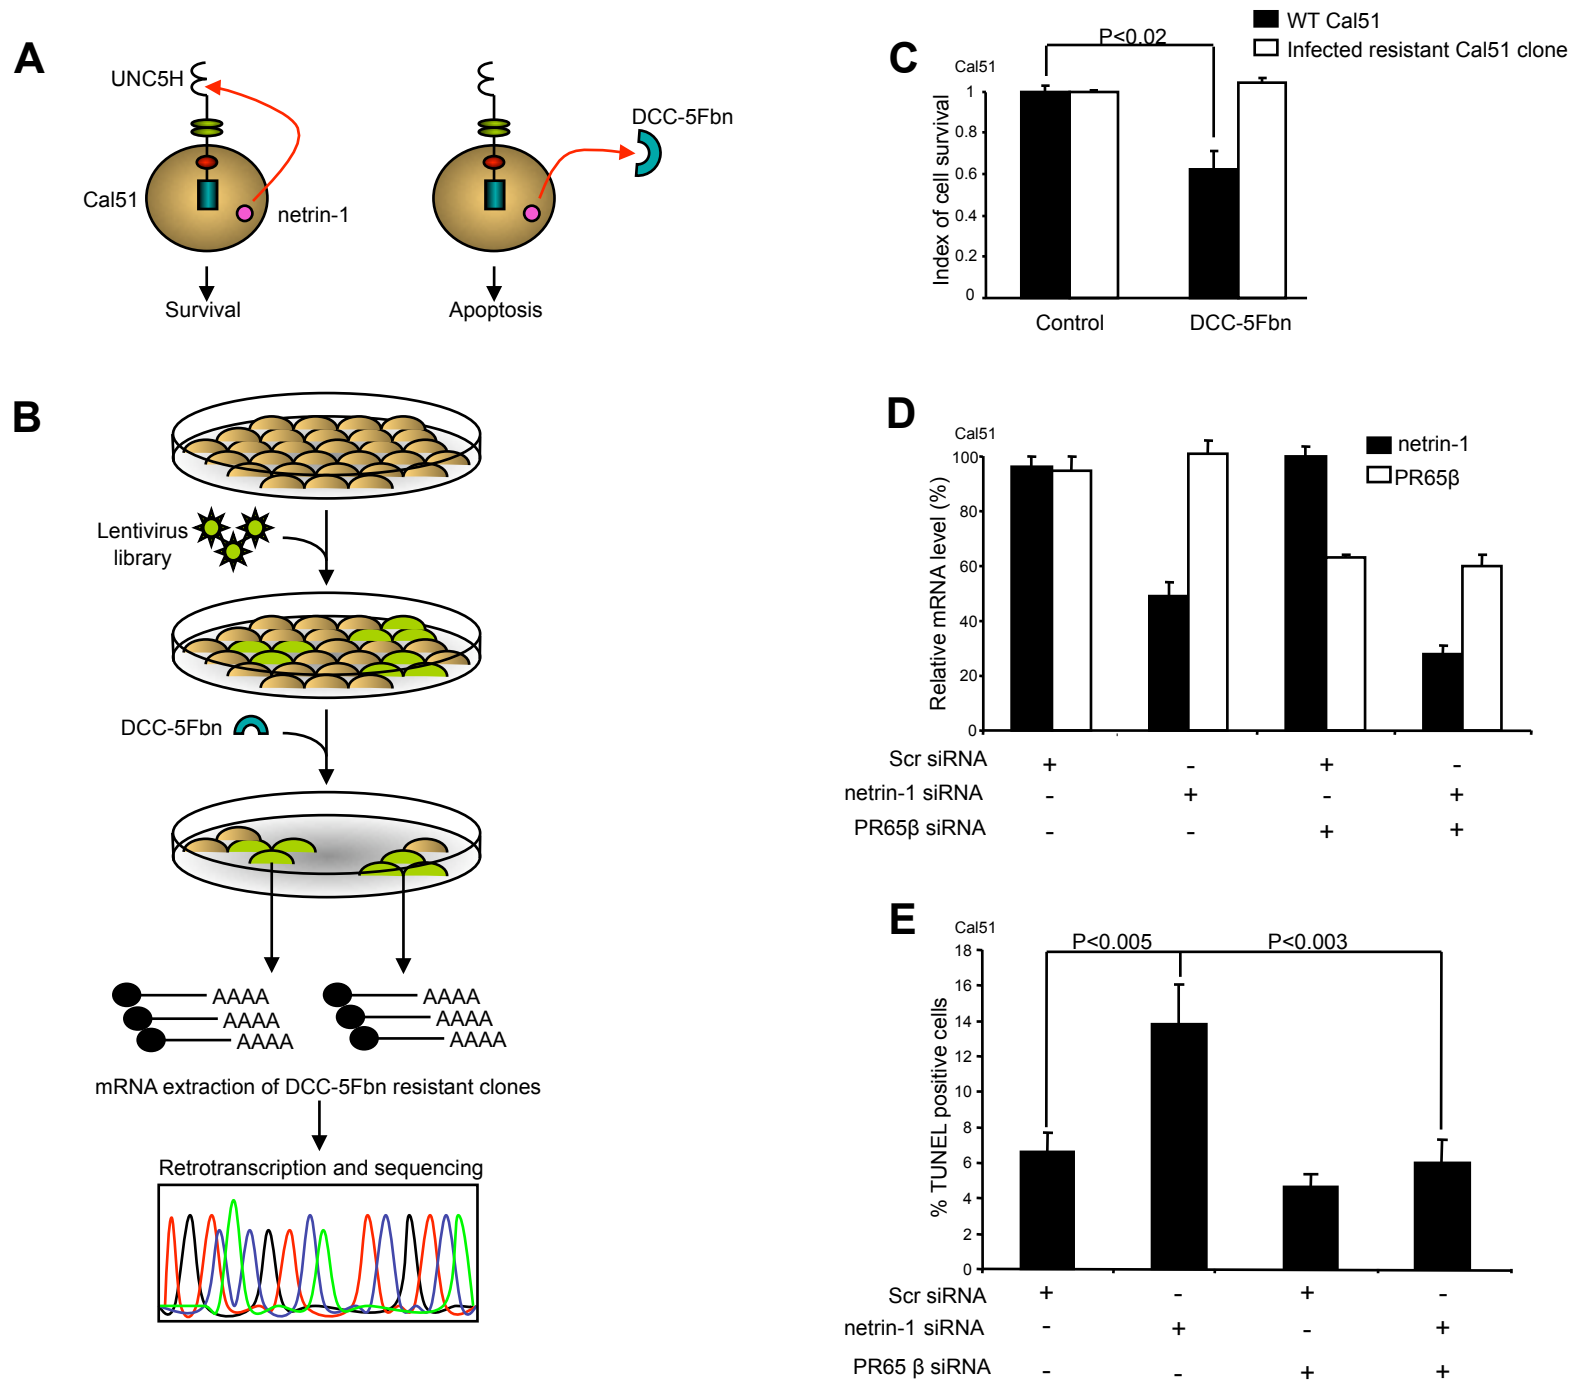 A
UNC5H
Cal51
netrin-1
Survival
DCC-5Fbn
Apoptosis
B
Lentivirus
library
DCC-5Fbn
AAAA
AAAA
AAAA
AAAA
AAAA
AAAA
mRNA extraction of DCC-5Fbn resistant clones
Retrotranscription and sequencing
C
WT Cal51
Infected resistant Cal51 clone
P<0.02
Cal51
Index of cell survival
1
0.8
0.6
0.4
0.2
0
Control
DCC-5Fbn
D
Cal51
netrin-1
PR65β
Relative mRNA level (%)
100
80
60
40
20
0
Scr siRNA + - + -
netrin-1 siRNA - + - +
PR65β siRNA - - + +
E
Cal51
P<0.005
P<0.003
% TUNEL positive cells
18
16
14
12
10
8
6
4
2
0
Scr siRNA + - + -
netrin-1 siRNA - + - +
PR65 β siRNA - - + +